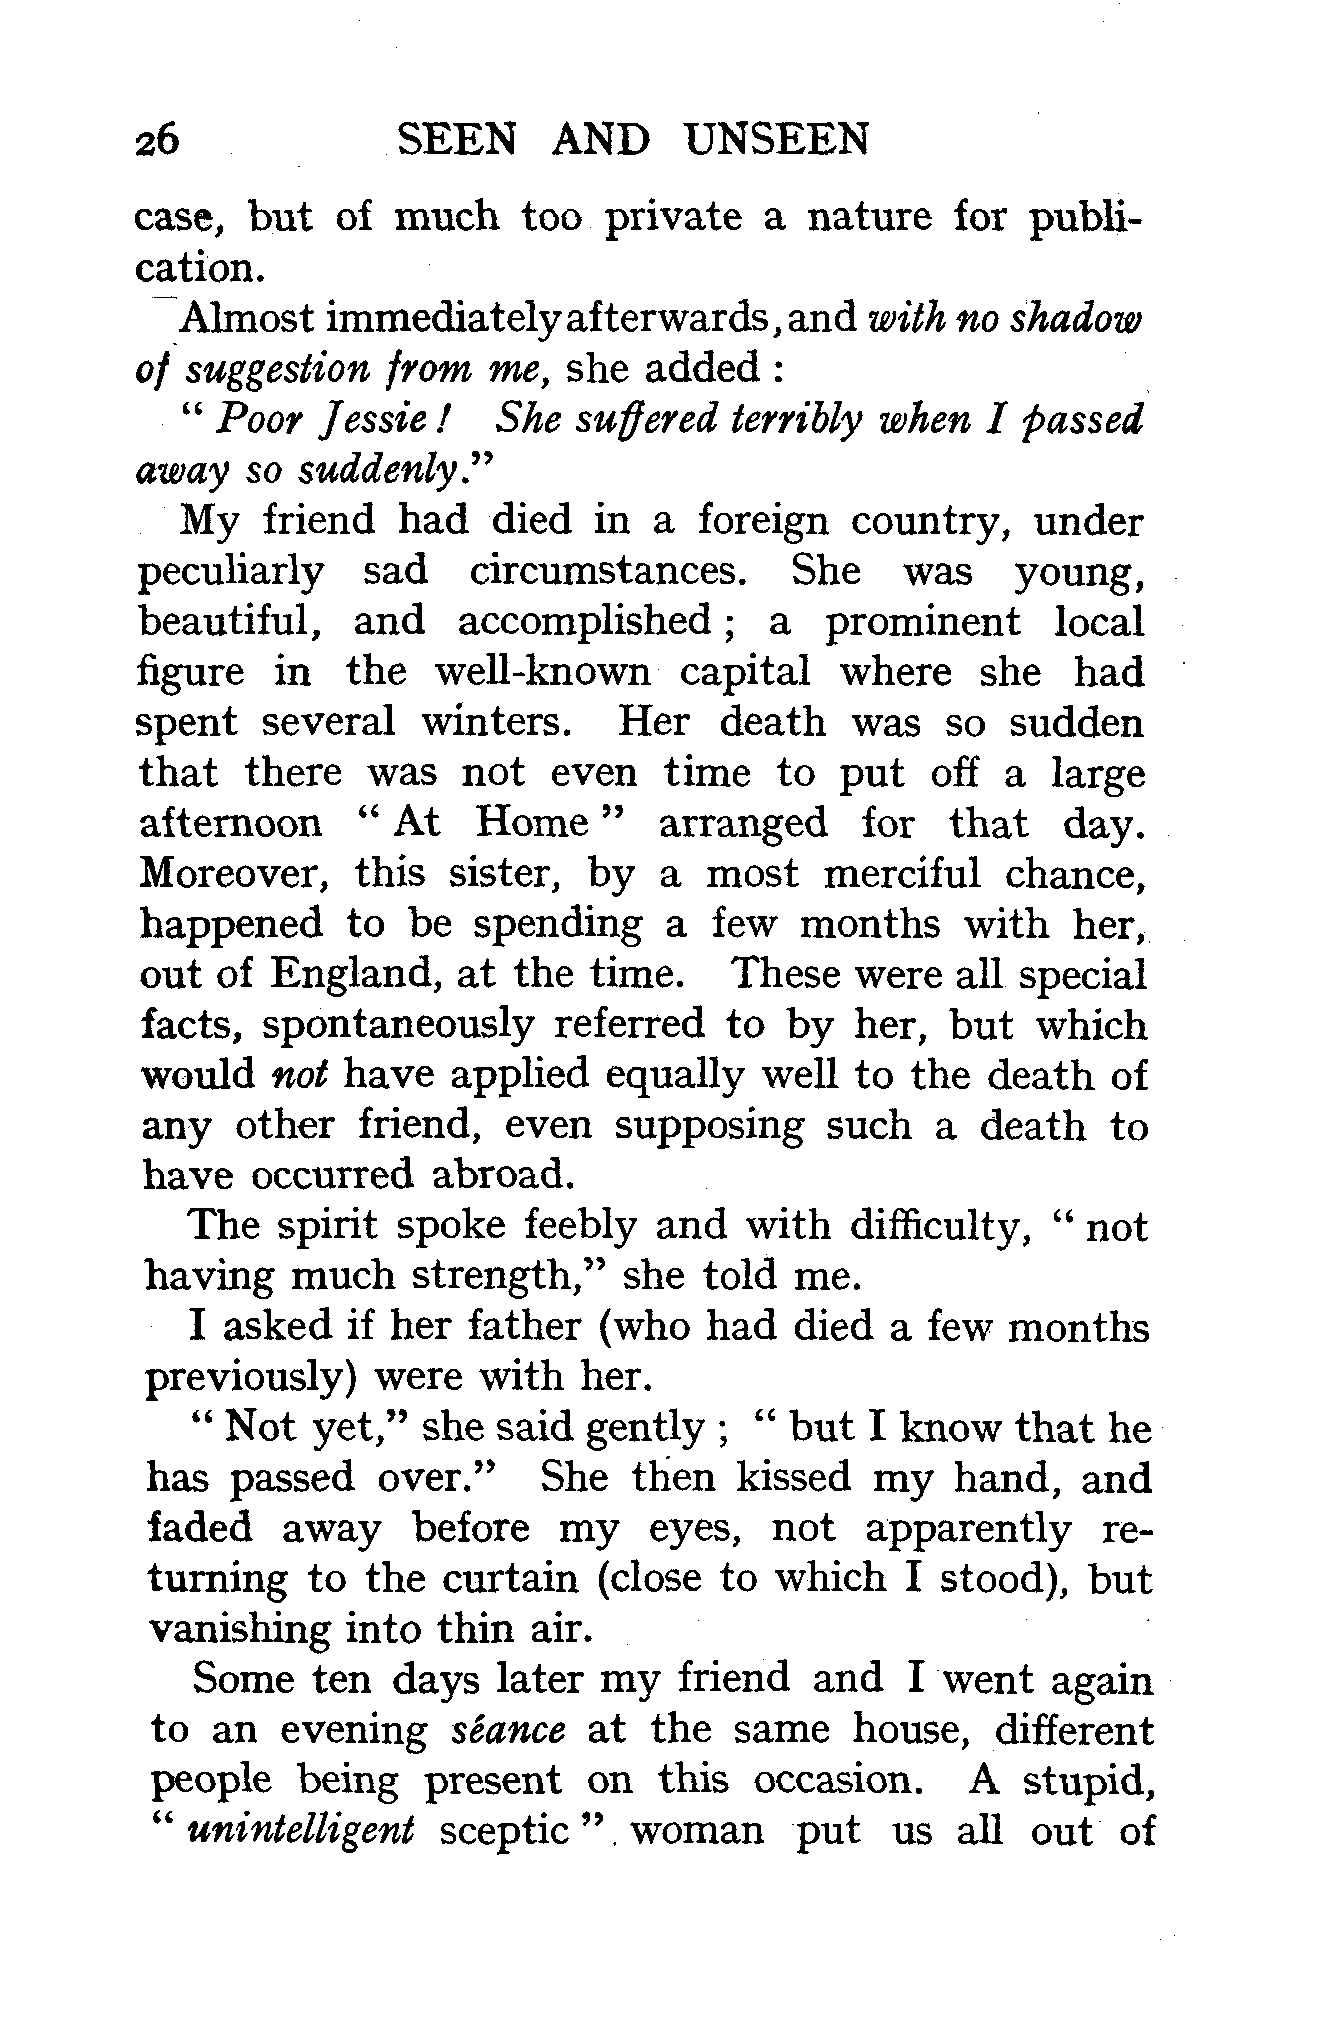 26 SEEN AND UNSEEN
case, but of much too private a nature for publi-
cation.
Almost immediately afterwards, and with no shadow
of suggestion from me, she added :
" Poor Jessie ! She suffered terribly when I passed
away so suddenly."
My friend had died in a foreign country, under
peculiarly sad circumstances. She was young,
beautiful, and accomplished ; a prominent local
figure in the well-known capital where she had
spent several winters. Her death was so sudden
that there was not even time to put off a large
afternoon " At Home " arranged for that day.
Moreover, this sister, by a most merciful chance,
happened to be spending a few months with her,
out of England, at the time. These were all special
facts, spontaneously referred to by her, but which
would not have applied equally well to the death of
any other friend, even supposing such a death to
have occurred abroad.
The spirit spoke feebly and with difficulty, " not
having much strength," she told me.
I asked if her father (who had died a few months
previously) were with her.
" Not yet," she said gently ; " but I know that he
has passed over." She then kissed my hand, and
faded away before my eyes, not apparently re-
turning to the curtain (close to which I stood), but
vanishing into thin air.
Some ten days later my friend and I went again
to an evening séance at the same house, different
people being present on this occasion. A stupid,
" unintelligent sceptic " woman put us all out of